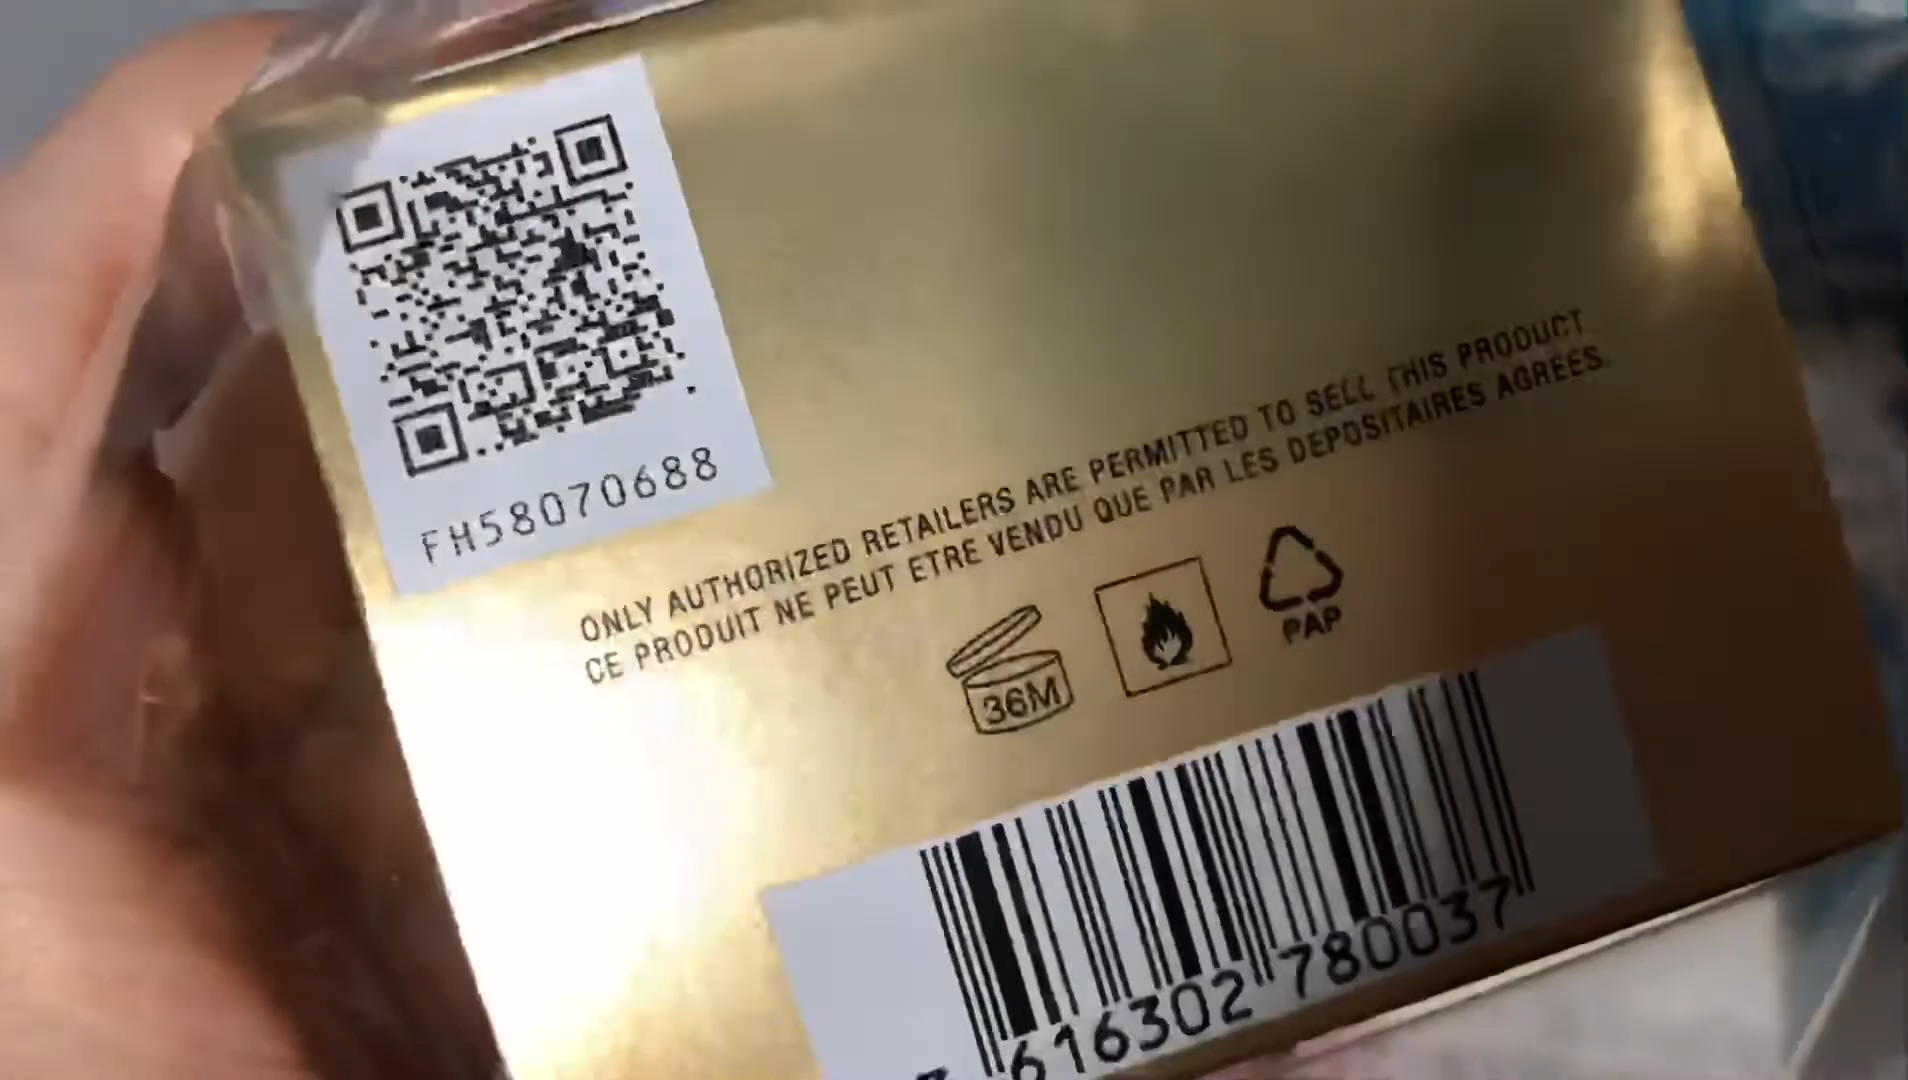 FH58070688
ONLY AUTHORIZED RETAILERS ARE PERMITTED TO SELL THIS PRODUCT
CE PRODUIT NE PEUT ETRE VENDU QUE PAR LES DEPOSITAIRES AGREES.
36M
PAP
616302 780037